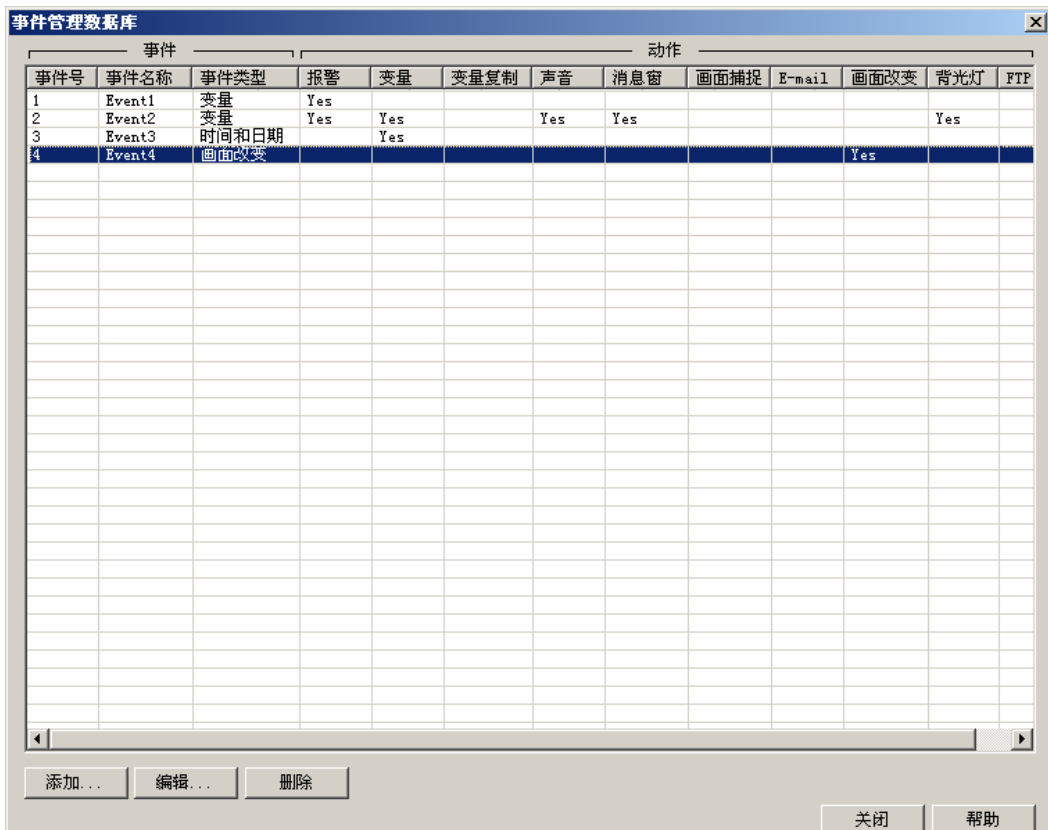 事件管理数据库
事件 动作
事件号 事件名称 事件类型 报警 变量 变量复制 声音 消息窗 画面捕捉 E-mail 画面改变 背光灯 FTP
1 Event1 变量 Yes
2 Event2 变量 Yes Yes Yes Yes Yes
3 Event3 时间和日期 Yes
4 Event4 画面改变 Yes
添加... 编辑... 删除
关闭 帮助